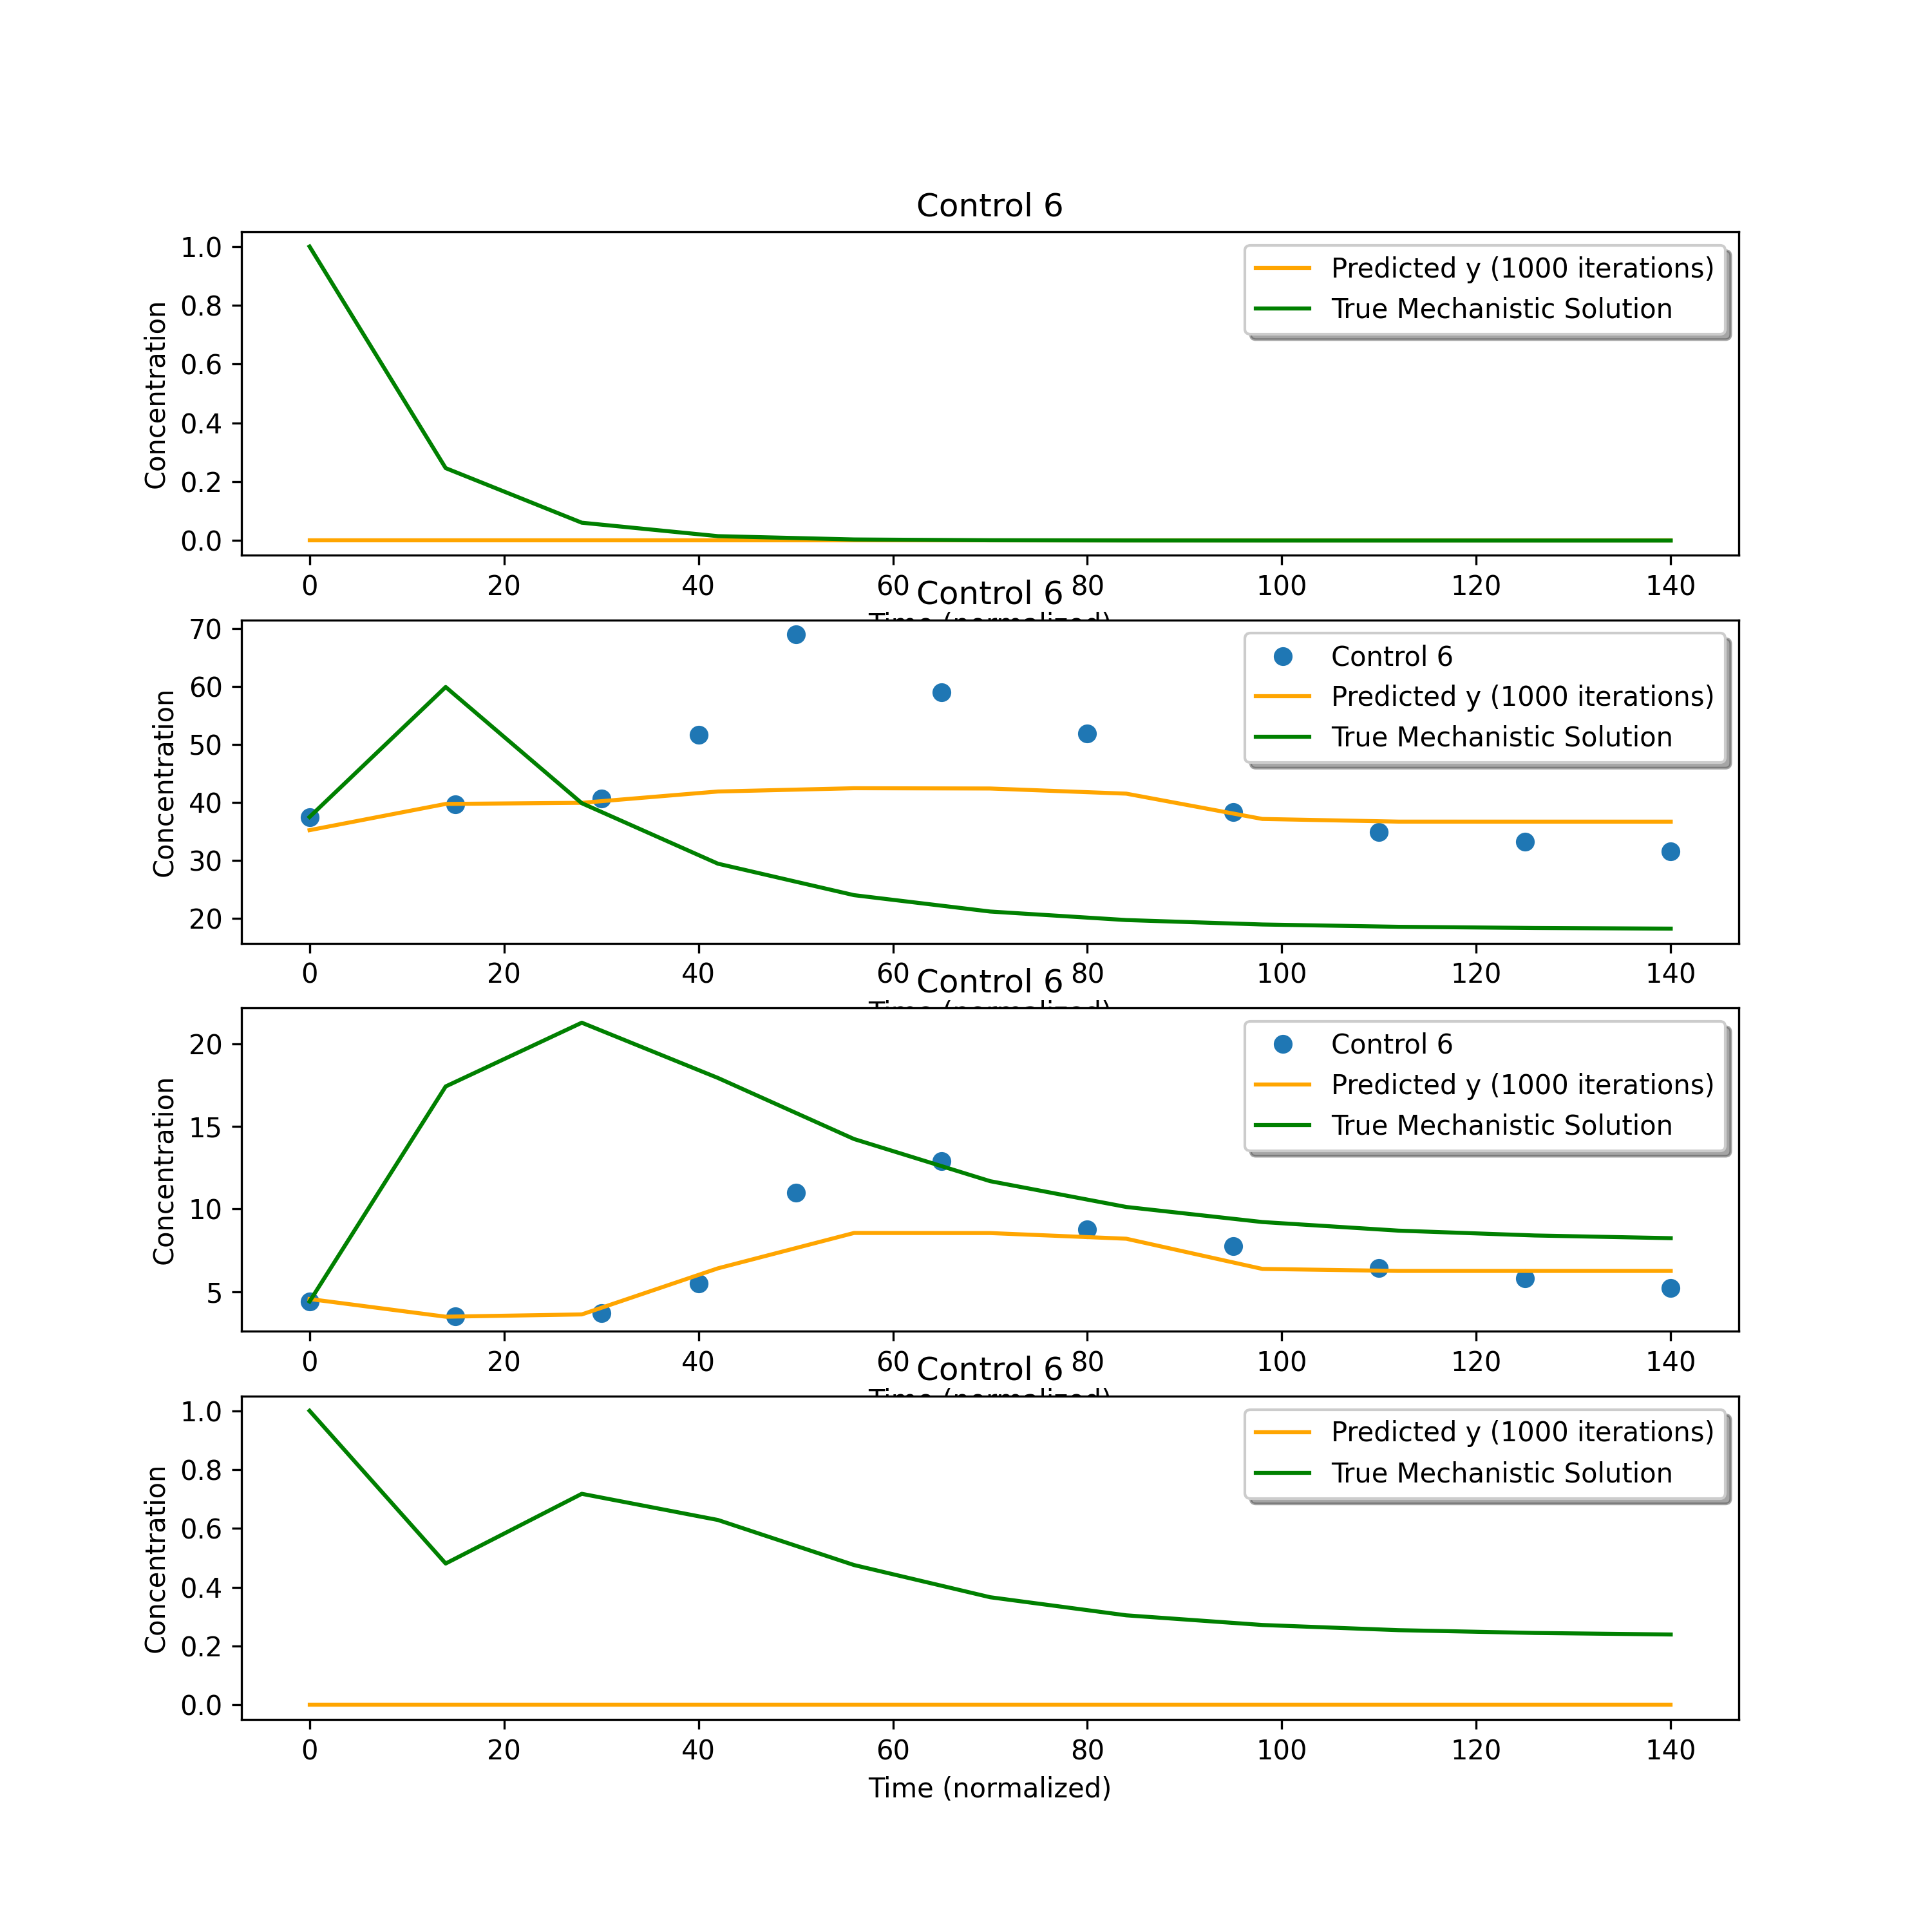 Control 6
Concentration
1.0
0.8
0.6
0.4
0.2
0.0
Predicted y (1000 iterations)
True Mechanistic Solution
0 20 40 60 80 100 120 140
Control 6
Concentration
70
60
50
40
30
20
Control 6
Predicted y (1000 iterations)
True Mechanistic Solution
0 20 40 60 80 100 120 140
Control 6
Concentration
20
15
10
5
Control 6
Predicted y (1000 iterations)
True Mechanistic Solution
0 20 40 60 80 100 120 140
Control 6
Concentration
1.0
0.8
0.6
0.4
0.2
0.0
Predicted y (1000 iterations)
True Mechanistic Solution
0 20 40 60 80 100 120 140
Time (normalized)